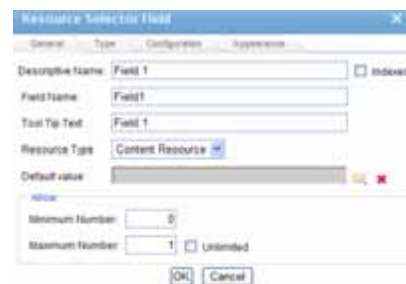 Resource Selector Field
General Type Configuration Appearance
Descriptive Name: Field 1 Indexed
Field Name: Field1
Tool Tip Text: Field 1
Resource Type Content Resource
Default value
Allow
Minimum Number: 0
Maximum Number: 1 Unlimited
OK Cancel